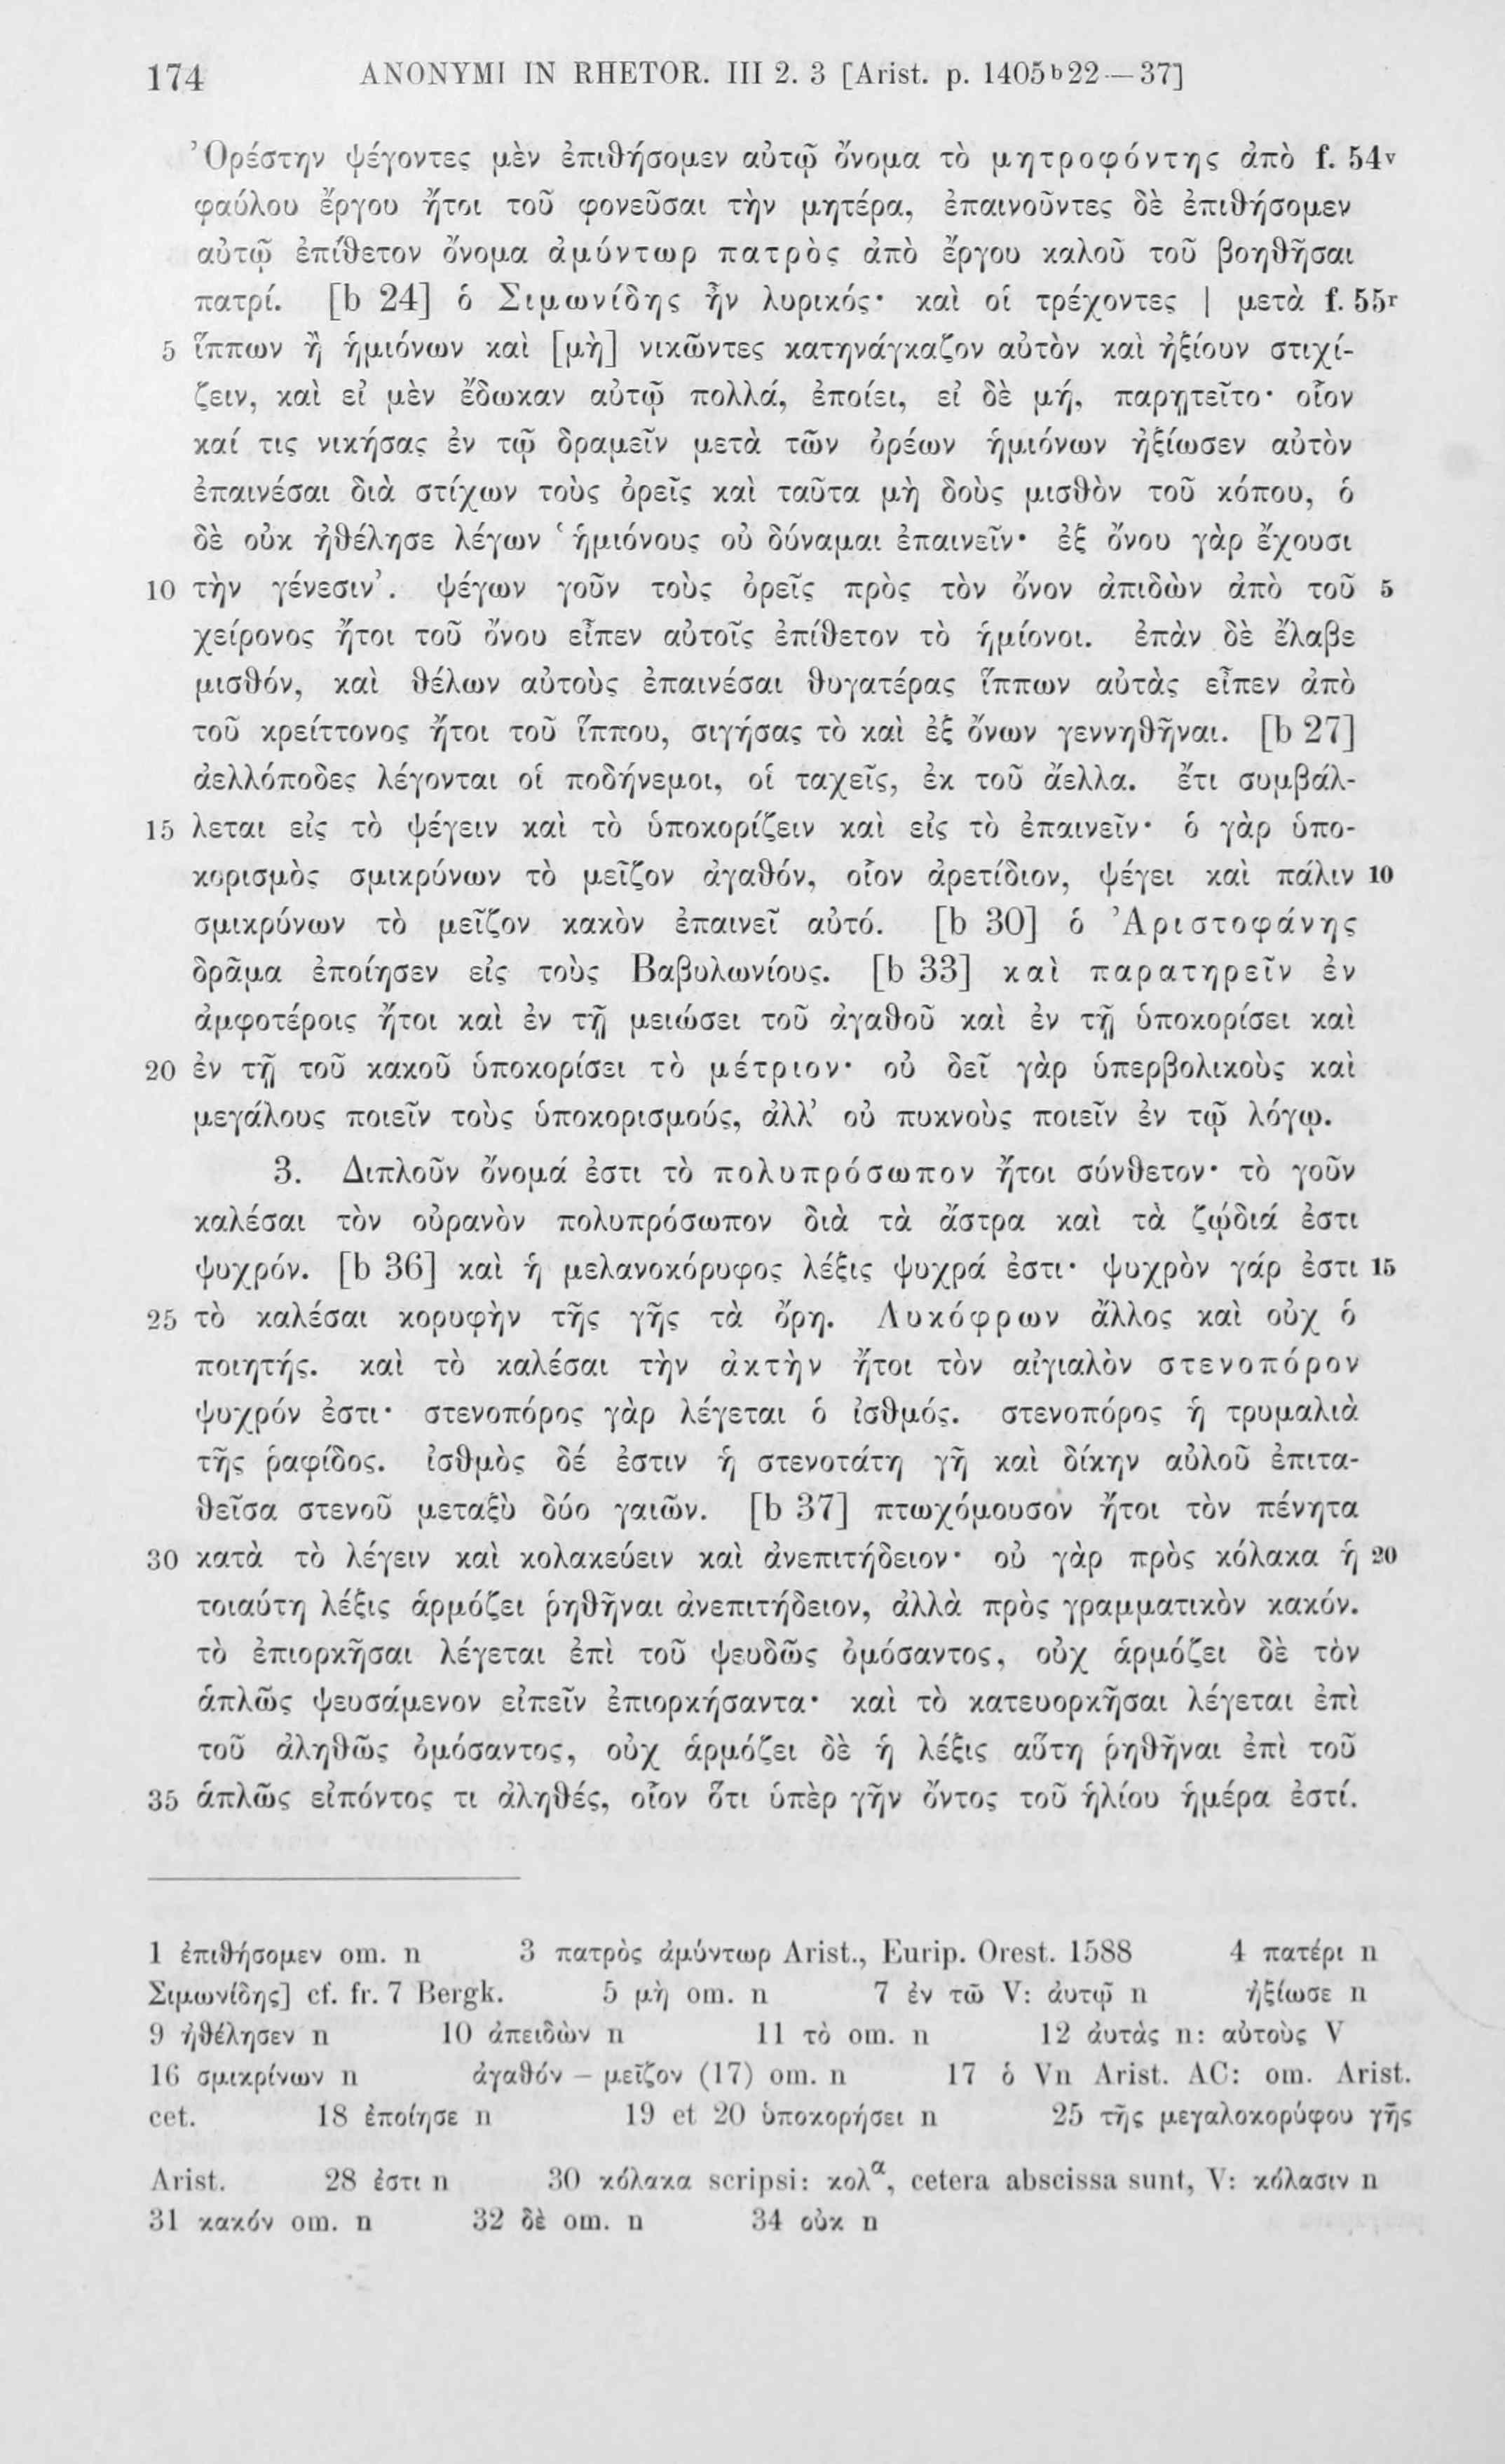 174 ANONYMI IN RHETOR. III 2. 3 [Arist. p. 1405b22—37]
Ὀρέστην ψέγοντες μὲν ἐπιθήσομεν αὐτῷ ὄνομα τὸ μητροφόντης ἀπὸ f. 54v
φαύλου ἔργου ἤτοι τοῦ φονεῦσαι τὴν μητέρα, ἐπαινοῦντες δὲ ἐπιθήσομεν
αὐτῷ ἐπίθετον ὄνομα ἀμύντωρ πατρὸς ἀπὸ ἔργου καλοῦ τοῦ βοηθῆσαι
πατρί. [b 24] ὁ Σιμωνίδης ἦν λυρικός· καὶ οἱ τρέχοντες | μετὰ f. 55r
5 ἵππων ἢ ἡμιόνων καὶ [μὴ] νικῶντες κατηνάγκαζον αὐτὸν καὶ ἠξίουν στιχί-
ζειν, καὶ εἰ μὲν ἔδωκαν αὐτῷ πολλά, ἐποίει, εἰ δὲ μή, παρῃτεῖτο· οἷον
καί τις νικήσας ἐν τῷ δραμεῖν μετὰ τῶν ὀρέων ἡμιόνων ἠξίωσεν αὐτὸν
ἐπαινέσαι διὰ στίχων τοὺς ὀρεῖς καὶ ταῦτα μὴ δοὺς μισθὸν τοῦ κόπου, ὁ
δὲ οὐκ ἠθέλησε λέγων ‘ἡμιόνους οὐ δύναμαι ἐπαινεῖν· ἐξ ὄνου γὰρ ἔχουσι
10 τὴν γένεσιν’. ψέγων γοῦν τοὺς ὀρεῖς πρὸς τὸν ὄνον ἀπιδὼν ἀπὸ τοῦ 5
χείρονος ἤτοι τοῦ ὄνου εἶπεν αὐτοῖς ἐπίθετον τὸ ἡμίονοι. ἐπὰν δὲ ἔλαβε
μισθόν, καὶ θέλων αὐτοὺς ἐπαινέσαι θυγατέρας ἵππων αὐτὰς εἶπεν ἀπὸ
τοῦ κρείττονος ἤτοι τοῦ ἵππου, σιγήσας τὸ καὶ ἐξ ὄνων γεννηθῆναι. [b 27]
ἀελλόποδες λέγονται οἱ ποδήνεμοι, οἱ ταχεῖς, ἐκ τοῦ ἄελλα. ἔτι συμβάλ-
15 λεται εἰς τὸ ψέγειν καὶ τὸ ὑποκορίζειν καὶ εἰς τὸ ἐπαινεῖν· ὁ γὰρ ὑπο-
κορισμὸς σμικρύνων τὸ μεῖζον ἀγαθόν, οἷον ἀρετίδιον, ψέγει καὶ πάλιν 10
σμικρύνων τὸ μεῖζον κακὸν ἐπαινεῖ αὐτό. [b 30] ὁ Ἀριστοφάνης
δρᾶμα ἐποίησεν εἰς τοὺς Βαβυλωνίους. [b 33] καὶ παρατηρεῖν ἐν
ἀμφοτέροις ἤτοι καὶ ἐν τῇ μειώσει τοῦ ἀγαθοῦ καὶ ἐν τῇ ὑποκορίσει καὶ
20 ἐν τῇ τοῦ κακοῦ ὑποκορίσει τὸ μέτριον· οὐ δεῖ γὰρ ὑπερβολικοὺς καὶ
μεγάλους ποιεῖν τοὺς ὑποκορισμούς, ἀλλ’ οὐ πυκνοὺς ποιεῖν ἐν τῷ λόγῳ.
3. Διπλοῦν ὄνομά ἐστι τὸ πολυπρόσωπον ἤτοι σύνθετον· τὸ γοῦν
καλέσαι τὸν οὐρανὸν πολυπρόσωπον διὰ τὰ ἄστρα καὶ τὰ ζῴδιά ἐστι
ψυχρόν. [b 36] καὶ ἡ μελανοκόρυφος λέξις ψυχρά ἐστι· ψυχρὸν γάρ ἐστι 15
25 τὸ καλέσαι κορυφὴν τῆς γῆς τὰ ὄρη. Λυκόφρων ἄλλος καὶ οὐχ ὁ
ποιητής. καὶ τὸ καλέσαι τὴν ἀκτὴν ἤτοι τὸν αἰγιαλὸν στενοπόρον
ψυχρόν ἐστι· στενοπόρος γὰρ λέγεται ὁ ἰσθμός. στενοπόρος ἡ τρυμαλιὰ
τῆς ῥαφίδος. ἰσθμὸς δέ ἐστιν ἡ στενοτάτη γῆ καὶ δίκην αὐλοῦ ἐπιτα-
θεῖσα στενοῦ μεταξὺ δύο γαιῶν. [b 37] πτωχόμουσον ἤτοι τὸν πένητα
30 κατὰ τὸ λέγειν καὶ κολακεύειν καὶ ἀνεπιτήδειον· οὐ γὰρ πρὸς κόλακα ἡ 20
τοιαύτη λέξις ἁρμόζει ῥηθῆναι ἀνεπιτήδειον, ἀλλὰ πρὸς γραμματικὸν κακόν.
τὸ ἐπιορκῆσαι λέγεται ἐπὶ τοῦ ψευδῶς ὀμόσαντος, οὐχ ἁρμόζει δὲ τὸν
ἁπλῶς ψευσάμενον εἰπεῖν ἐπιορκήσαντα· καὶ τὸ κατευορκῆσαι λέγεται ἐπὶ
τοῦ ἀληθῶς ὀμόσαντος, οὐχ ἁρμόζει δὲ ἡ λέξις αὕτη ῥηθῆναι ἐπὶ τοῦ
35 ἁπλῶς εἰπόντος τι ἀληθές, οἷον ὅτι ὑπὲρ γῆν ὄντος τοῦ ἡλίου ἡμέρα ἐστί.
1 ἐπιθήσομεν om. n 3 πατρὸς ἀμύντωρ Arist., Eurip. Orest. 1588 4 πατέρι n
Σιμωνίδης] cf. fr. 7 Bergk. 5 μὴ om. n 7 ἐν τῶ V: ἀυτῷ n ἠξίωσε n
9 ἠθέλησεν n 10 ἀπειδὼν n 11 τὸ om. n 12 ἀυτὰς n: αὐτοὺς V
16 σμικρίνων n ἀγαθόν – μεῖζον (17) om. n 17 ὁ Vn Arist. AC: om. Arist.
cet. 18 ἐποίησε n 19 et 20 ὑποκορήσει n 25 τῆς μεγαλοκορύφου γῆς
Arist. 28 ἐστι n 30 κόλακα scripsi: κολα, cetera abscissa sunt, V: κόλασιν n
31 κακόν om. n 32 δὲ om. n 34 οὐκ n